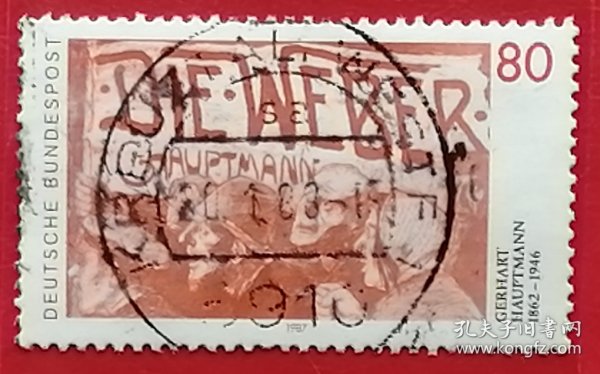 DEUTSCHE BUNDESPOST
DIE·WEBER·
HAUPTMANN
80
GERHART
HAUPTMANN
1862–1946
1987
sa
孔夫子旧书网
www.kongfz.com